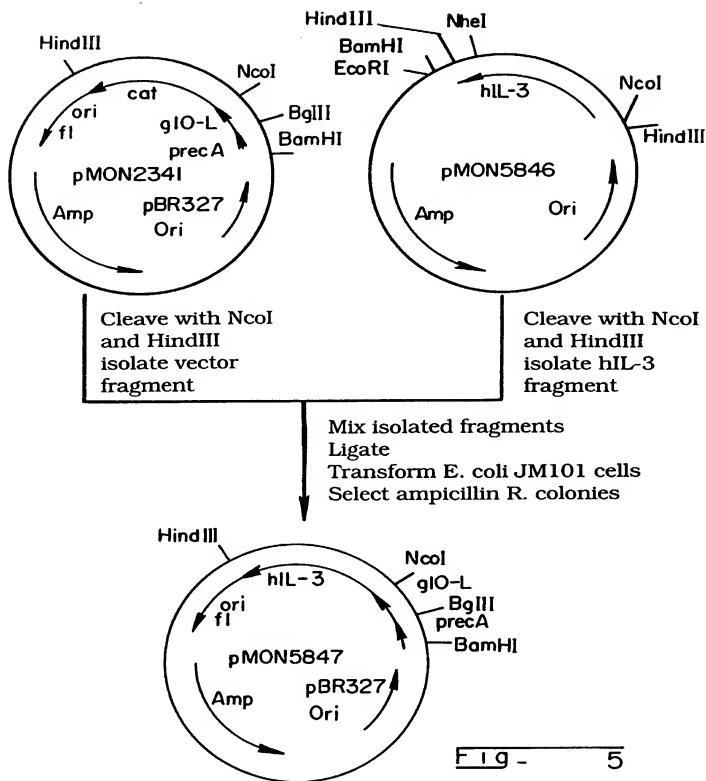 HindIII
NcoI
BglII
BamHI
cat
ori
fl
g10-L
precA
pMON2341
Amp
pBR327
Ori
HindIII
NheI
BamHI
EcoRI
hIL-3
NcoI
HindIII
pMON5846
Amp
Ori
Cleave with NcoI
and HindIII
isolate vector
fragment
Cleave with NcoI
and HindIII
isolate hIL-3
fragment
Mix isolated fragments
Ligate
Transform E. coli JM101 cells
Select ampicillin R. colonies
HindIII
NcoI
g10-L
BglII
precA
BamHI
hIL-3
ori
fl
pMON5847
Amp
pBR327
Ori
Fig- 5